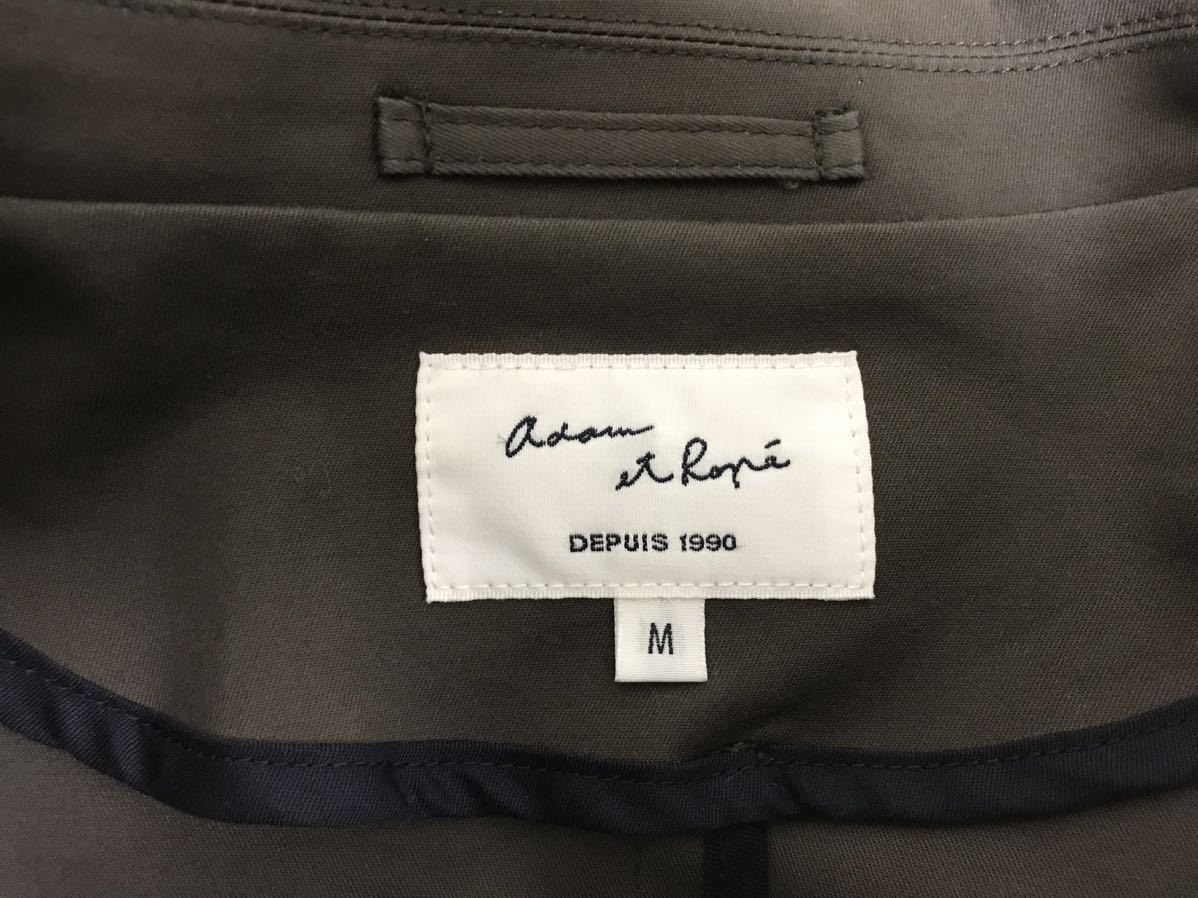 Adam
et Ropé
DEPUIS 1990
M